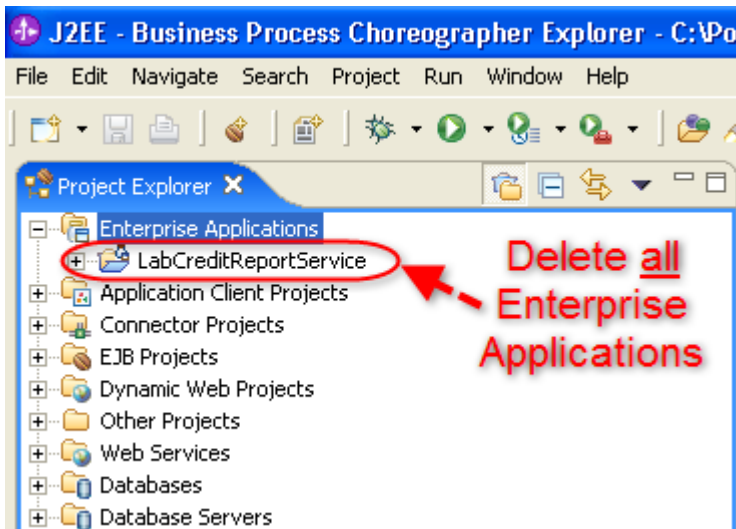 J2EE - Business Process Choreographer Explorer - C:\Po
File Edit Navigate Search Project Run Window Help
Project Explorer
Enterprise Applications
LabCreditReportService
Application Client Projects
Connector Projects
EJB Projects
Dynamic Web Projects
Other Projects
Web Services
Databases
Database Servers
Delete all
Enterprise
Applications